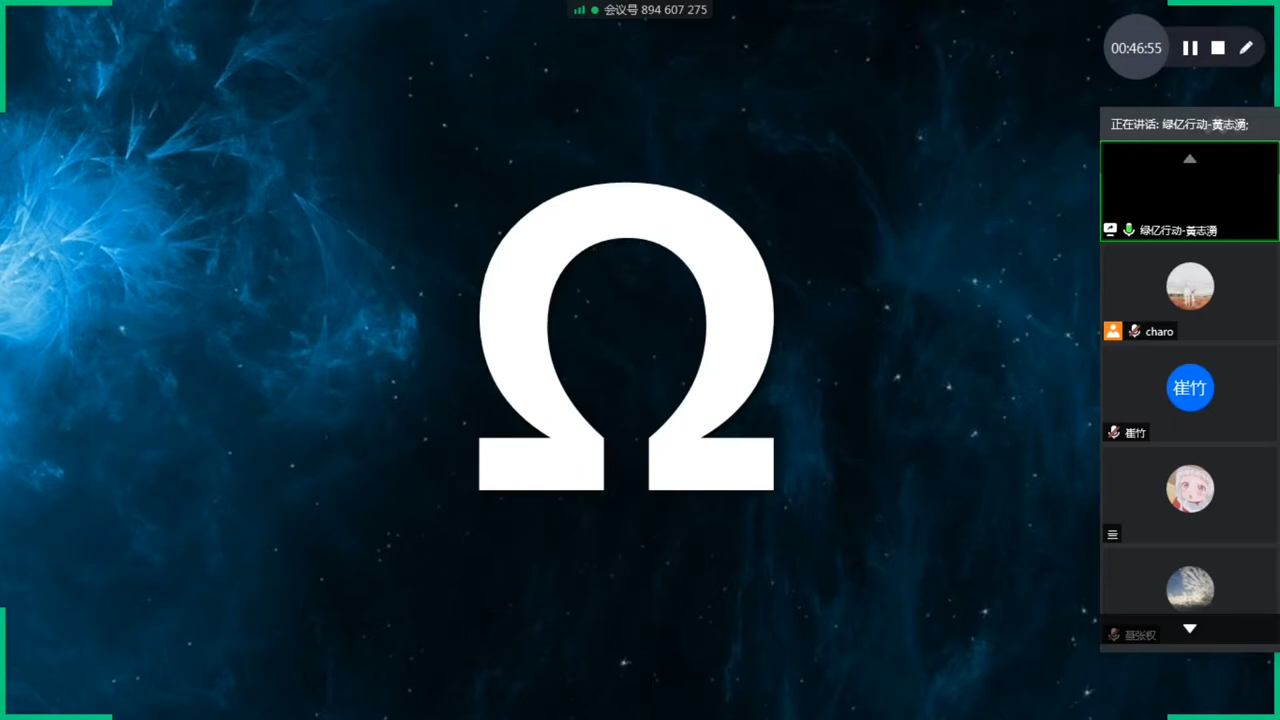 会议号 894 607 275
00:46:55
正在讲话: 绿亿行动-黄志湧;
绿亿行动-黄志湧
Ω
charo
崔竹
崔竹